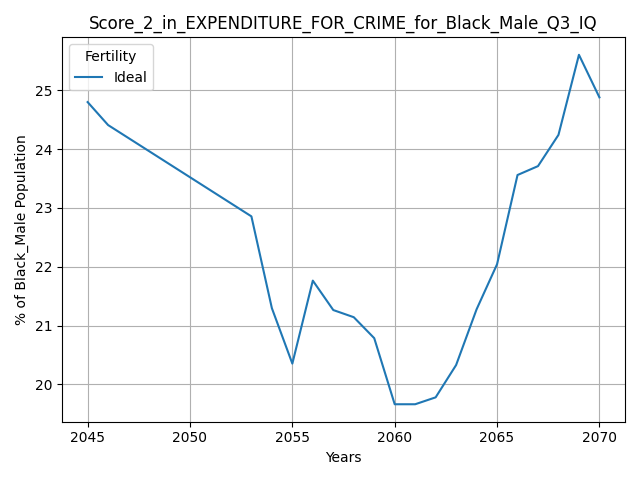 Score_2_in_EXPENDITURE_FOR_CRIME_for_Black_Male_Q3_IQ
Fertility
Ideal
% of Black_Male Population
25
24
23
22
21
20
2045 2050 2055 2060 2065 2070
Years